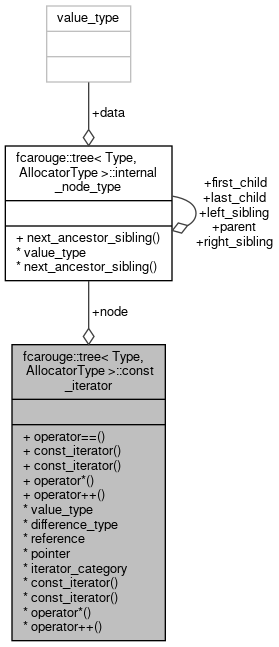 value_type
+data
fcarouge::tree< Type,
AllocatorType >::internal
_node_type
+ next_ancestor_sibling()
* value_type
* next_ancestor_sibling()
+first_child
+last_child
+left_sibling
+parent
+right_sibling
+node
fcarouge::tree< Type,
AllocatorType >::const
_iterator
+ operator==()
+ const_iterator()
+ const_iterator()
+ operator*()
+ operator++()
* value_type
* difference_type
* reference
* pointer
* iterator_category
* const_iterator()
* const_iterator()
* operator*()
* operator++()